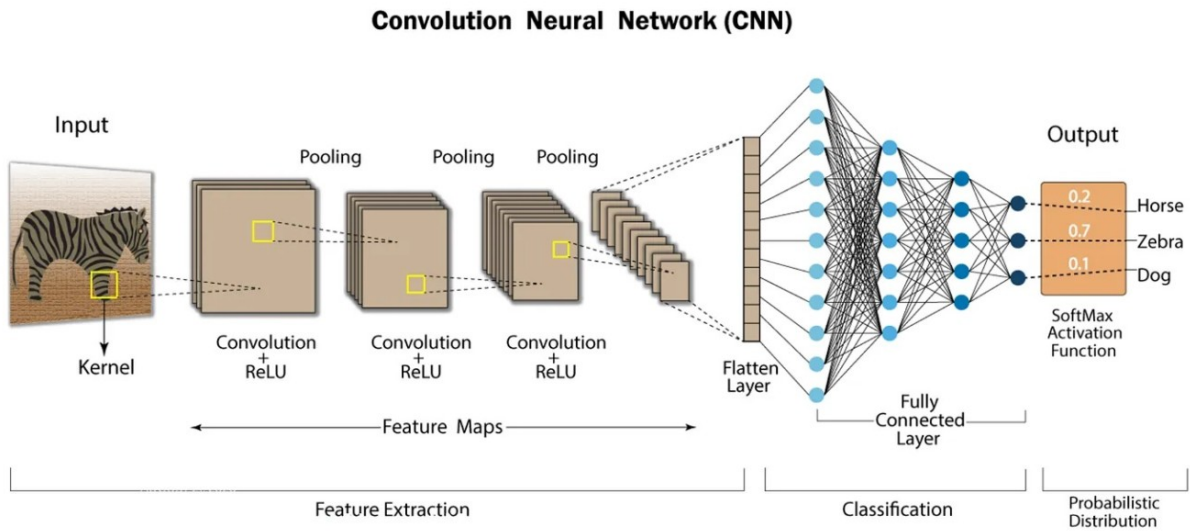 Convolution Neural Network (CNN)
Input
Pooling
Pooling
Pooling
Output
0.2
Horse
0.7
Zebra
0.1
Dog
Kernel
Convolution
+
ReLU
Convolution
+
ReLU
Convolution
+
ReLU
Flatten
Layer
SoftMax
Activation
Function
Feature Maps
Fully
Connected
Layer
Feature Extraction
Classification
Probabilistic
Distribution